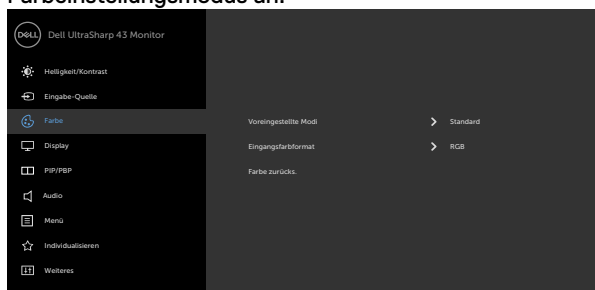 Farbeinstellungsmodus an.
DELL Dell UltraSharp 43 Monitor
Helligkeit/Kontrast
Eingabe-Quelle
Farbe
Voreingestellte Modi Standard
Display
Eingangsfarbformat RGB
PIP/PBP
Farbe zurücks.
Audio
Menü
Individualisieren
Weiteres